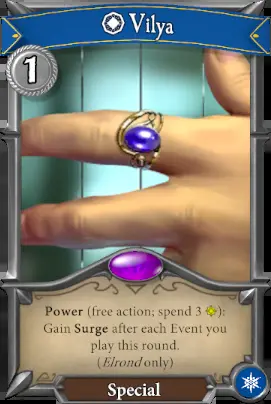 Vilya
1
Power (free action; spend 3 ):
Gain Surge after each Event you
play this round.
(Elrond only)
Special